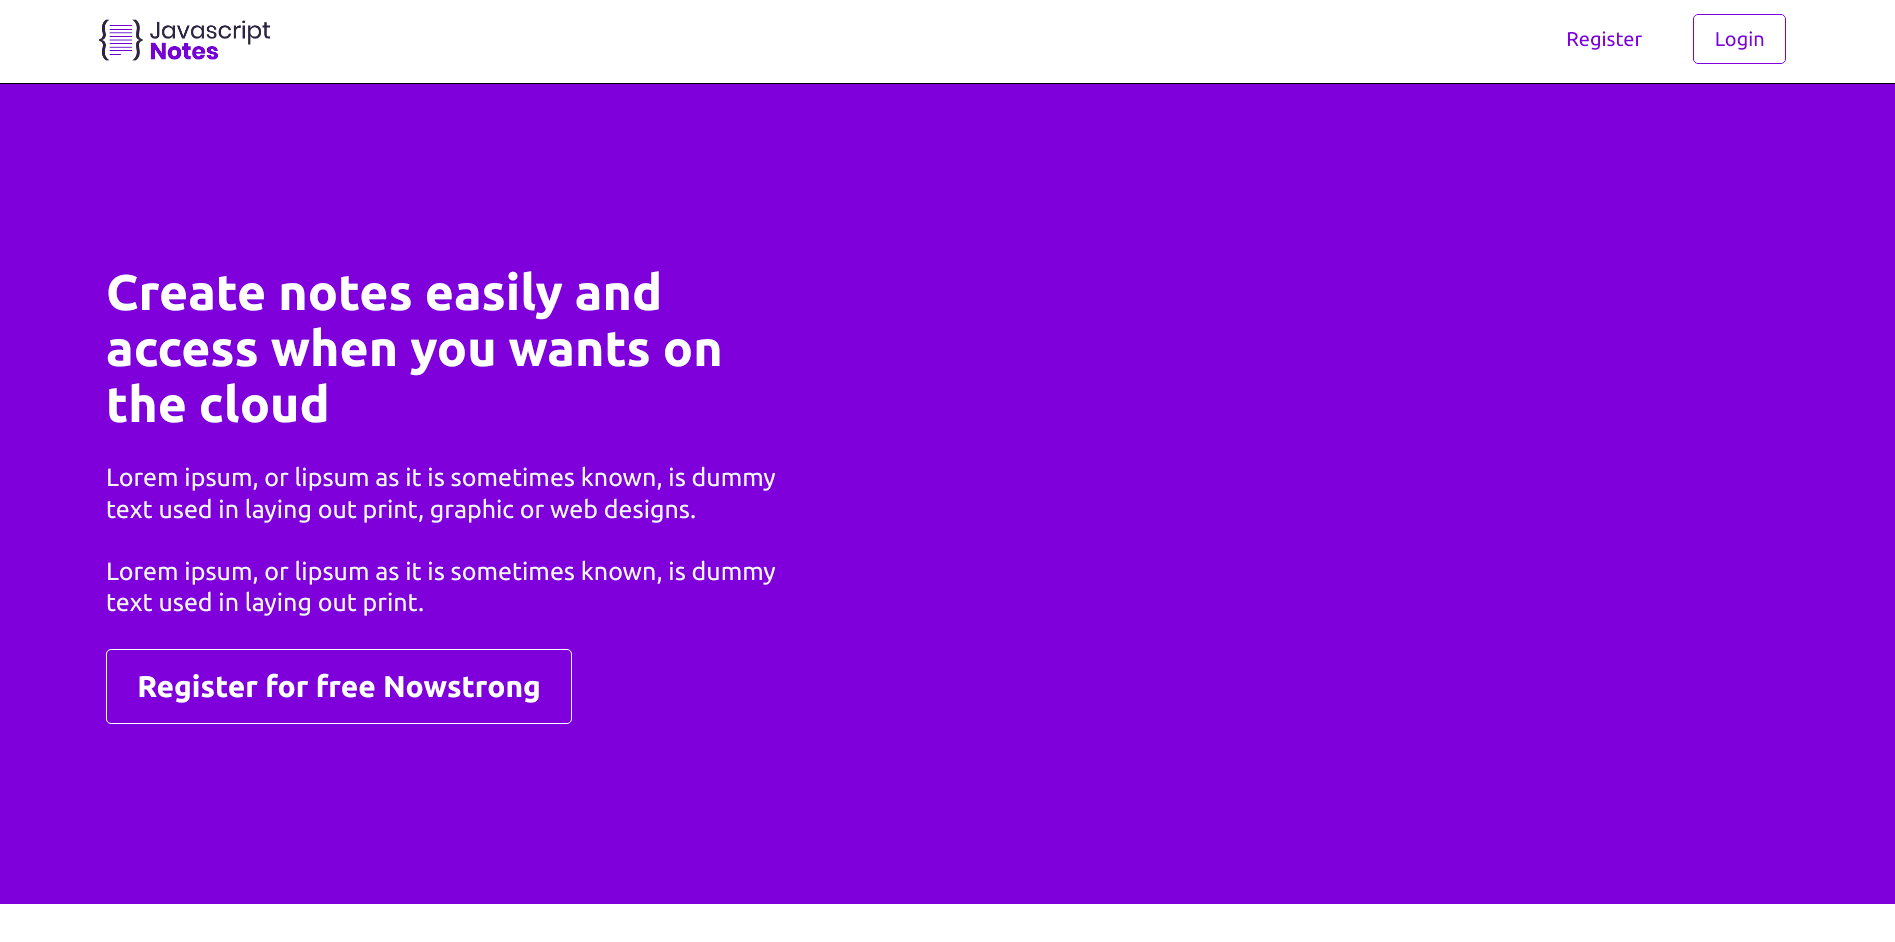 Javascript
Notes
Register
Login
Create notes easily and
access when you wants on
the cloud
Lorem ipsum, or lipsum as it is sometimes known, is dummy
text used in laying out print, graphic or web designs.
Lorem ipsum, or lipsum as it is sometimes known, is dummy
text used in laying out print.
Register for free Nowstrong